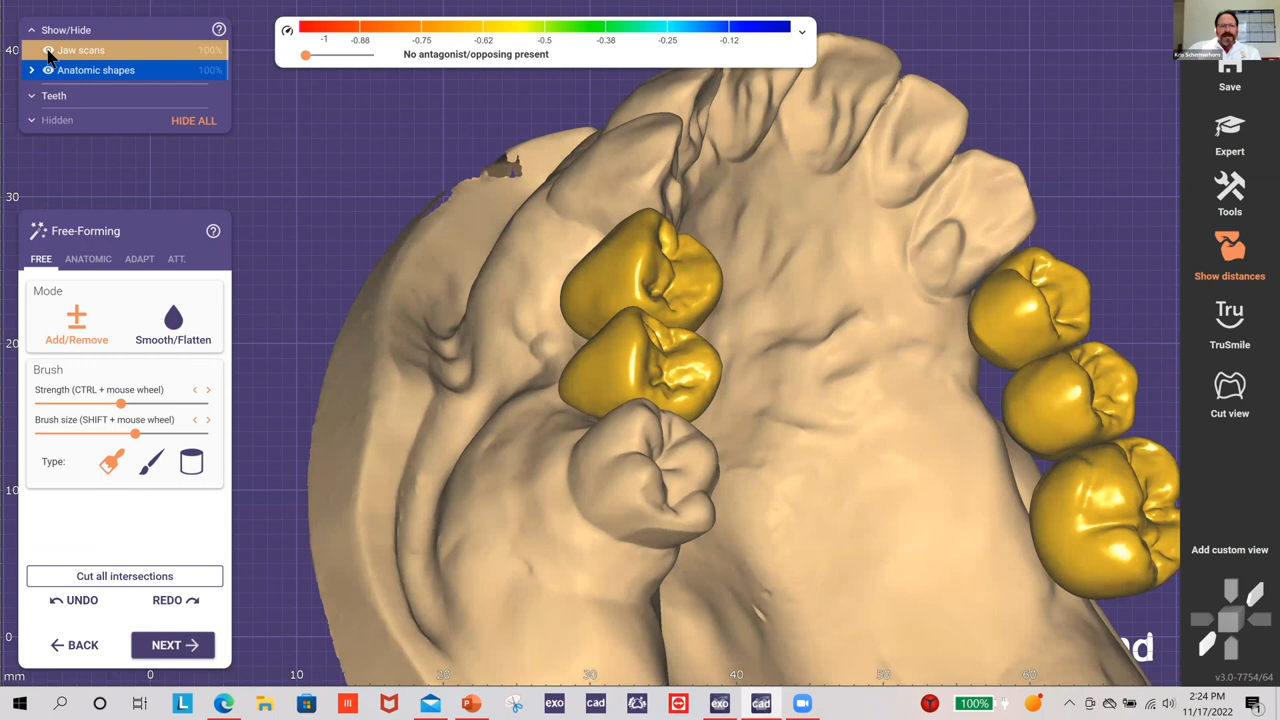 Show/Hide
Jaw scans 100%
Anatomic shapes 100%
Teeth
Hidden HIDE ALL
-1 -0.88 -0.75 -0.62 -0.5 -0.38 -0.25 -0.12
No antagonist/opposing present
Kris Schermerhorn
Save
Expert
Tools
Show distances
Tru
TruSmile
Cut view
Add custom view
v3.0-7754/64
Free-Forming
FREE ANATOMIC ADAPT ATT.
Mode
Add/Remove Smooth/Flatten
Brush
Strength (CTRL + mouse wheel)
Brush size (SHIFT + mouse wheel)
Type:
Cut all intersections
UNDO REDO
BACK NEXT
40
30
20
10
0
mm 0 10 20 30 40 50 60
exo cad exo cad
100%
2:24 PM
11/17/2022